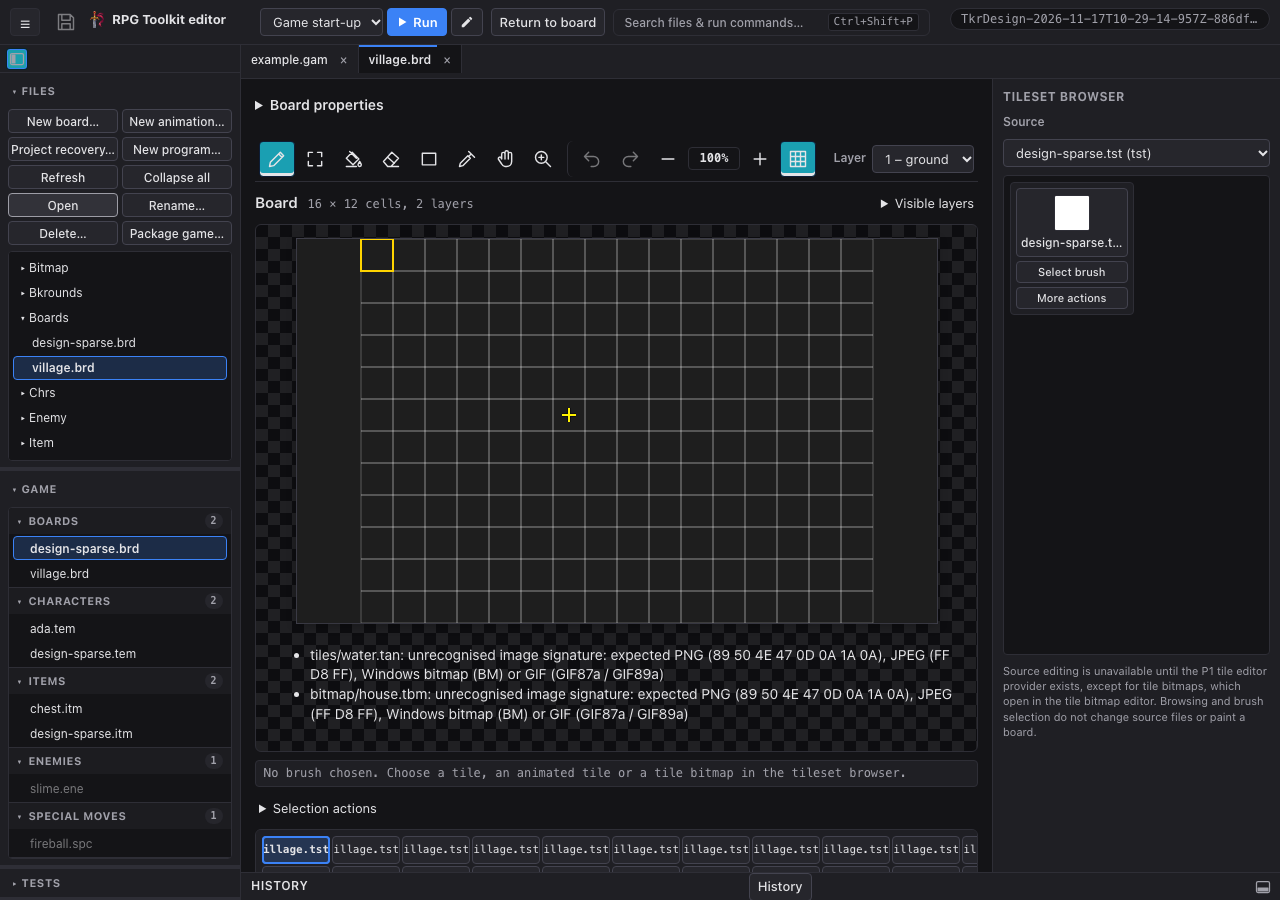 RPG Toolkit editor
Game start-up
Run
Return to board
Search files & run commands...
Ctrl+Shift+P
TkrDesign-2026-11-17T10-29-14-957Z-886df…
FILES
New board...
New animation...
Project recovery...
New program...
Refresh
Collapse all
Open
Rename...
Delete...
Package game...
Bitmap
Bkrounds
Boards
design-sparse.brd
village.brd
Chrs
Enemy
Item
GAME
BOARDS 2
design-sparse.brd
village.brd
CHARACTERS 2
ada.tem
design-sparse.tem
ITEMS 2
chest.itm
design-sparse.itm
ENEMIES 1
slime.ene
SPECIAL MOVES 1
fireball.spc
TESTS
example.gam ×
village.brd ×
Board properties
100%
Layer
1 – ground
Board 16 × 12 cells, 2 layers
Visible layers
tiles/water.tan: unrecognised image signature: expected PNG (89 50 4E 47 0D 0A 1A 0A), JPEG (FF
D8 FF), Windows bitmap (BM) or GIF (GIF87a / GIF89a)
bitmap/house.tbm: unrecognised image signature: expected PNG (89 50 4E 47 0D 0A 1A 0A), JPEG
(FF D8 FF), Windows bitmap (BM) or GIF (GIF87a / GIF89a)
No brush chosen. Choose a tile, an animated tile or a tile bitmap in the tileset browser.
Selection actions
illage.tst illage.tst illage.tst illage.tst illage.tst illage.tst illage.tst illage.tst illage.tst illage.tst il
HISTORY
History
TILESET BROWSER
Source
design-sparse.tst (tst)
design-sparse.t...
Select brush
More actions
Source editing is unavailable until the P1 tile editor
provider exists, except for tile bitmaps, which
open in the tile bitmap editor. Browsing and brush
selection do not change source files or paint a
board.